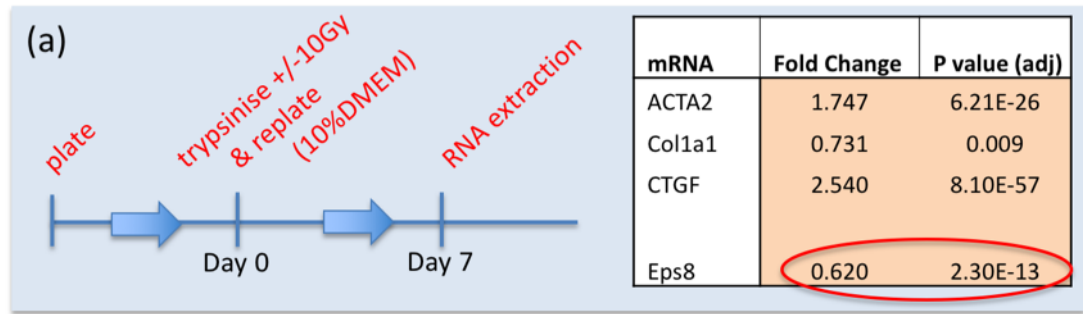 (a)
plate
trypsinise +/-10Gy
& replate
(10%DMEM)
RNA extraction
Day 0
Day 7
mRNA Fold Change P value (adj)
ACTA2 1.747 6.21E-26
Col1a1 0.731 0.009
CTGF 2.540 8.10E-57
Eps8 0.620 2.30E-13